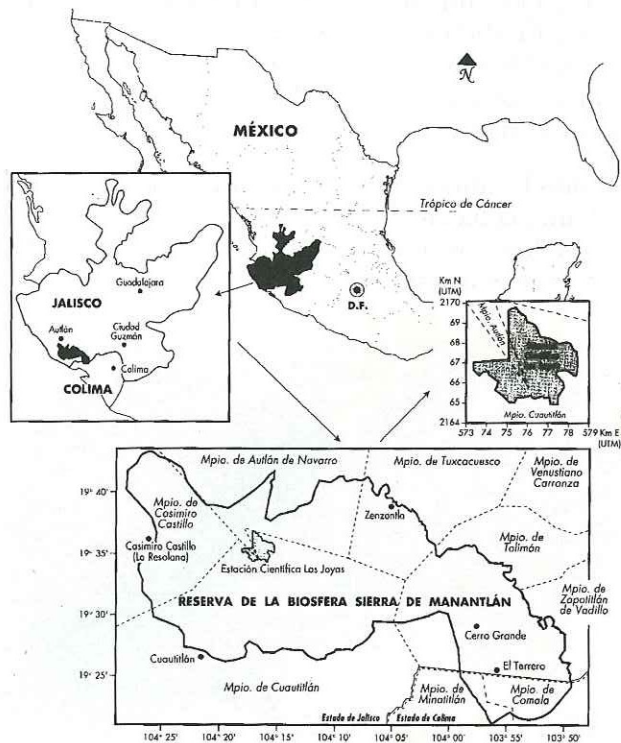 N
MÉXICO
Trópico de Cáncer
D.F.
JALISCO
Guadalajara
Autlán
Ciudad
Guzmán
Colima
COLIMA
Km N
(UTM)
2170
69
Mpio. Autlán
68
67
66
65
Mpio. Cuautitlán
2164
573 74 75 76 77 78 579 Km E
(UTM)
Mpio. de Autlán de Navarro
Mpio. de Tuxcacuesco
Mpio. de
Venustiano
Carranza
19° 40'
Mpio. de
Casimiro
Castillo
Zenzontla
Mpio. de
Tolimán
19° 35'
Casimiro Castillo
(La Resolana)
Estación Científica Las Joyas
Mpio. de
Zapotitlán
de Vadillo
RESERVA DE LA BIOSFERA SIERRA DE MANANTLÁN
19° 30'
Cerro Grande
Cuautitlán
El Terrero
19° 25'
Mpio. de Cuautitlán
Mpio. de
Minatitlán
Mpio. de
Comala
Estado de Jalisco
Estado de Colima
104° 25' 104° 20' 104° 15' 104° 10' 104° 05' 104° 00' 103° 55' 103° 50'